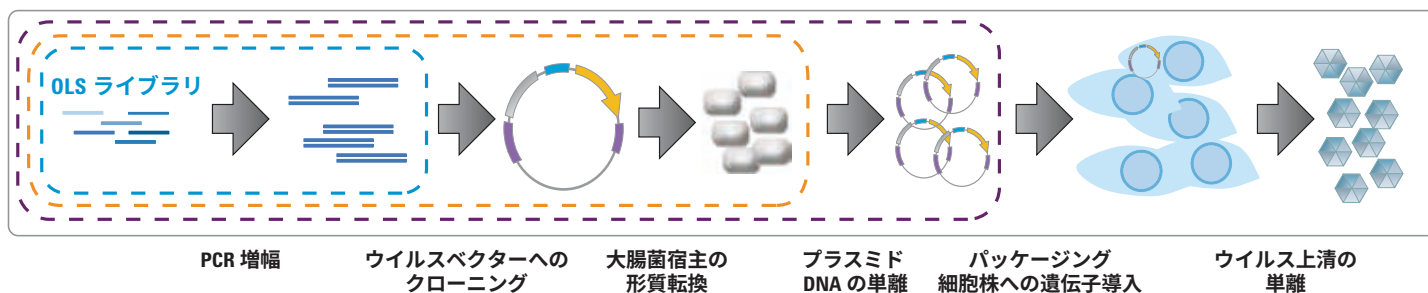 OLS ライブラリ
PCR 増幅
ウイルスベクターへの
クローニング
大腸菌宿主の
形質転換
プラスミド
DNA の単離
パッケージング
細胞株への遺伝子導入
ウイルス上清の
単離